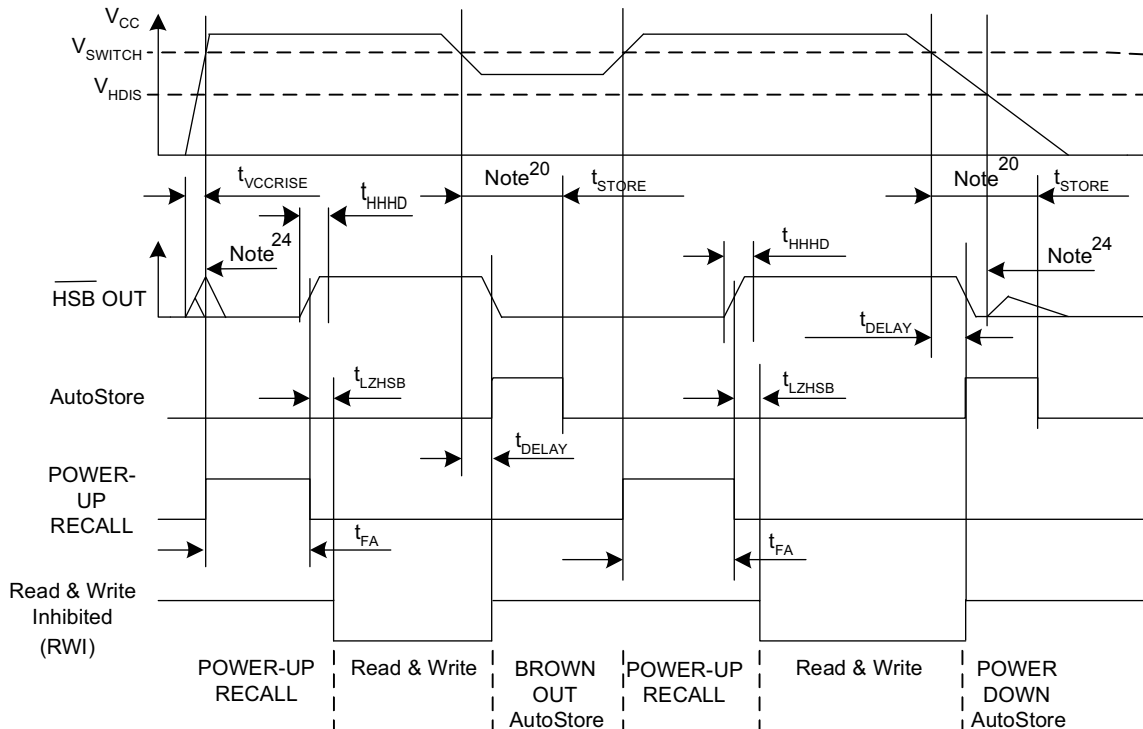 VCC
VSWITCH
VHDIS
tVCCRISE
Note20
tSTORE
Note20
tSTORE
tHHHD
Note24
tHHHD
Note24
HSB OUT
tDELAY
tLZHSB
tLZHSB
AutoStore
tDELAY
POWER-
UP
RECALL
tFA
tFA
Read & Write
Inhibited
(RWI)
POWER-UP
RECALL
Read & Write
BROWN
OUT
AutoStore
POWER-UP
RECALL
Read & Write
POWER
DOWN
AutoStore